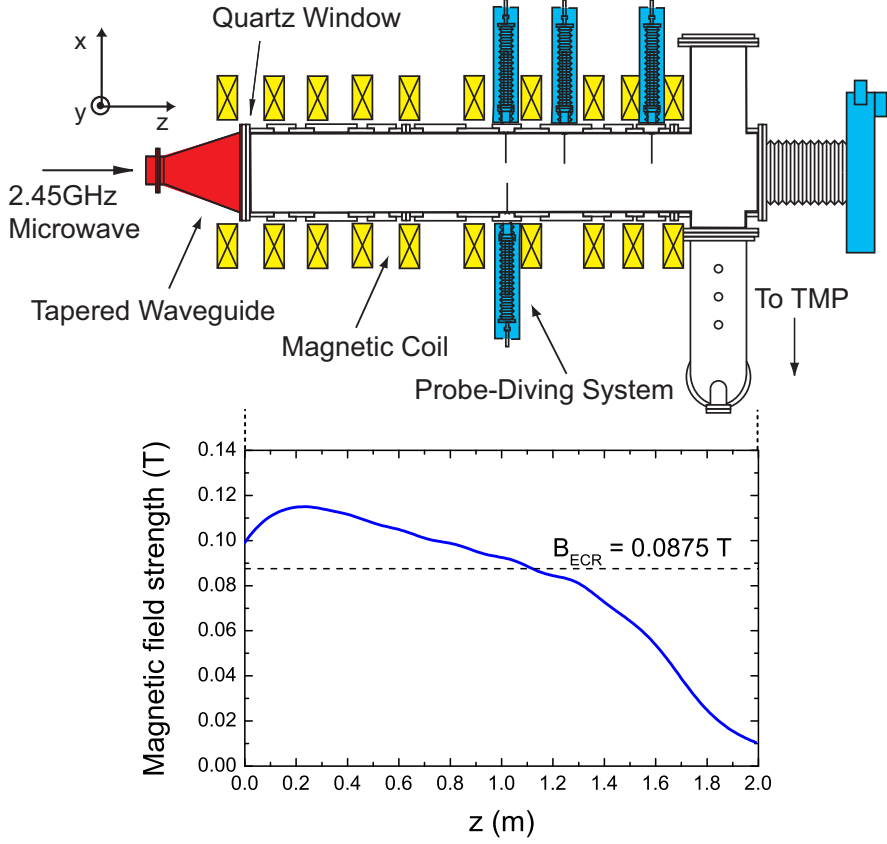 Quartz Window
x
y
z
2.45GHz
Microwave
Tapered Waveguide
Magnetic Coil
Probe-Diving System
To TMP
Magnetic field strength (T)
0.14
0.12
0.10
0.08
0.06
0.04
0.02
0.00
B_ECR = 0.0875 T
0.0 0.2 0.4 0.6 0.8 1.0 1.2 1.4 1.6 1.8 2.0
z (m)